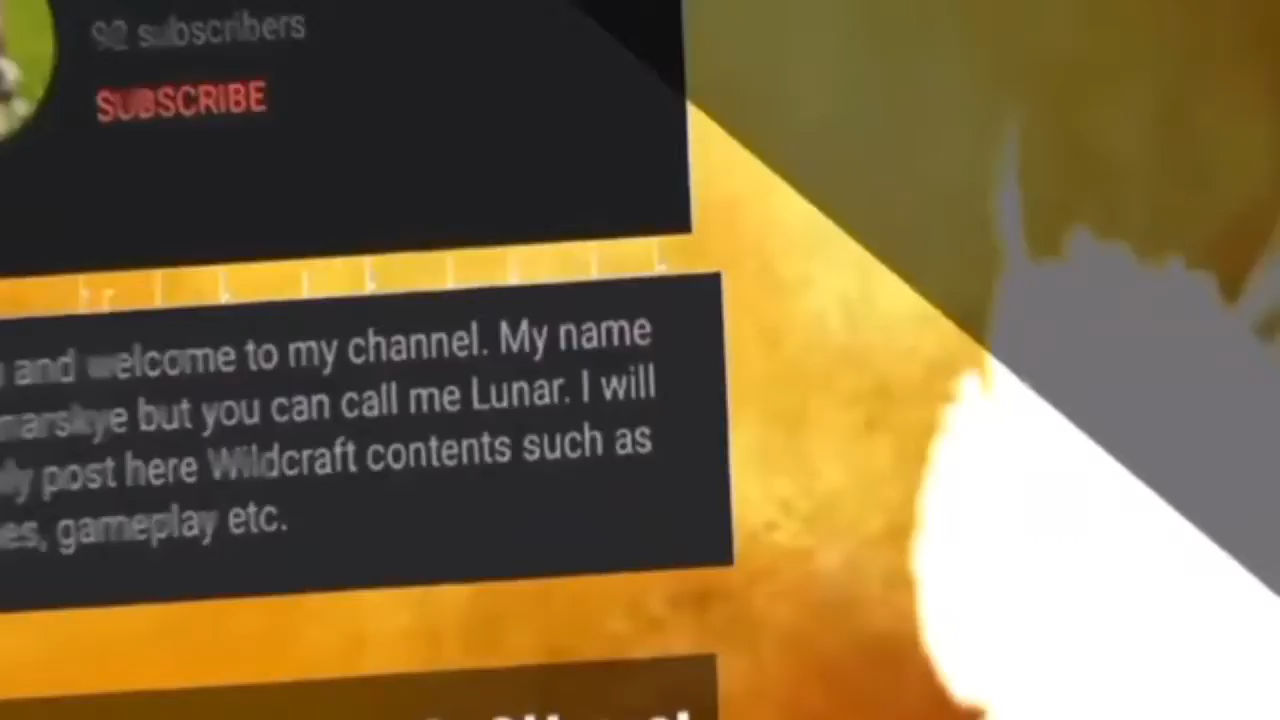 92 subscribers
SUBSCRIBE
and welcome to my channel. My name
but you can call me Lunar. I will
post here Wildcraft contents such as
gameplay etc.